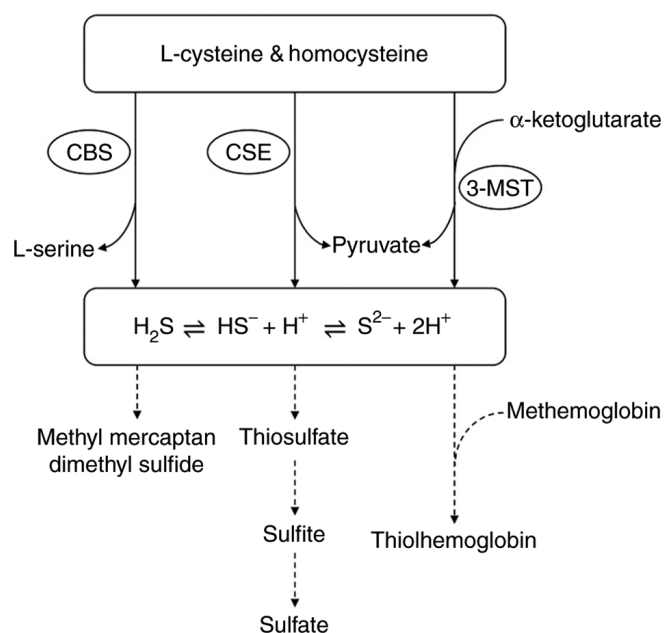 L-cysteine & homocysteine
α-ketoglutarate
CBS
CSE
3-MST
L-serine
Pyruvate
H₂S ⇌ HS⁻ + H⁺ ⇌ S²⁻ + 2H⁺
Methemoglobin
Methyl mercaptan
dimethyl sulfide
Thiosulfate
Sulfite
Thiolhemoglobin
Sulfate